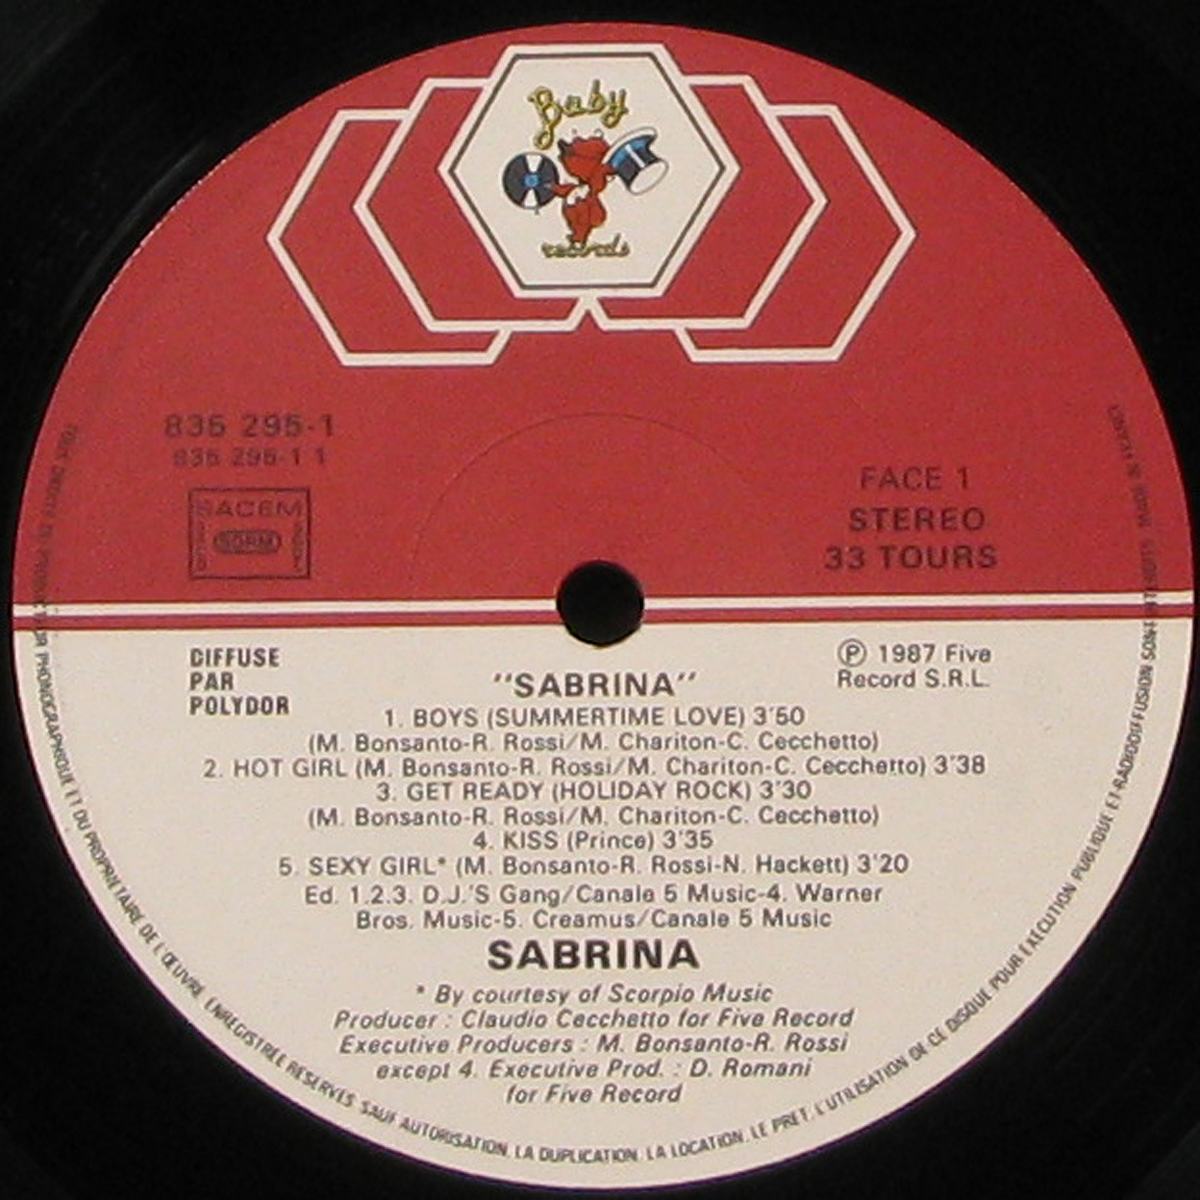 Baby
records
835 295-1
835 295-1 1
SACEM
SDRM
FACE 1
STEREO
33 TOURS
DIFFUSE
PAR
POLYDOR
℗ 1987 Five
Record S.R.L.
"SABRINA"
1. BOYS (SUMMERTIME LOVE) 3'50
(M. Bonsanto-R. Rossi/M. Chariton-C. Cecchetto)
2. HOT GIRL (M. Bonsanto-R. Rossi/M. Chariton-C. Cecchetto) 3'38
3. GET READY (HOLIDAY ROCK) 3'30
(M. Bonsanto-R. Rossi/M. Chariton-C. Cecchetto)
4. KISS (Prince) 3'35
5. SEXY GIRL* (M. Bonsanto-R. Rossi-N. Hackett) 3'20
Ed. 1.2.3. D.J.'S Gang/Canale 5 Music-4. Warner
Bros. Music-5. Creamus/Canale 5 Music
SABRINA
* By courtesy of Scorpio Music
Producer : Claudio Cecchetto for Five Record
Executive Producers : M. Bonsanto-R. Rossi
except 4. Executive Prod. : D. Romani
for Five Record
TOUS DROITS DU PRODUCTEUR PHONOGRAPHIQUE ET DU PROPRIETAIRE DE L'ŒUVRE ENREGISTREE RESERVES. SAUF AUTORISATION, LA DUPLICATION, LA LOCATION, LE PRET, L'UTILISATION DE CE DISQUE POUR EXECUTION PUBLIQUE ET RADIODIFFUSION SONT INTERDITS.